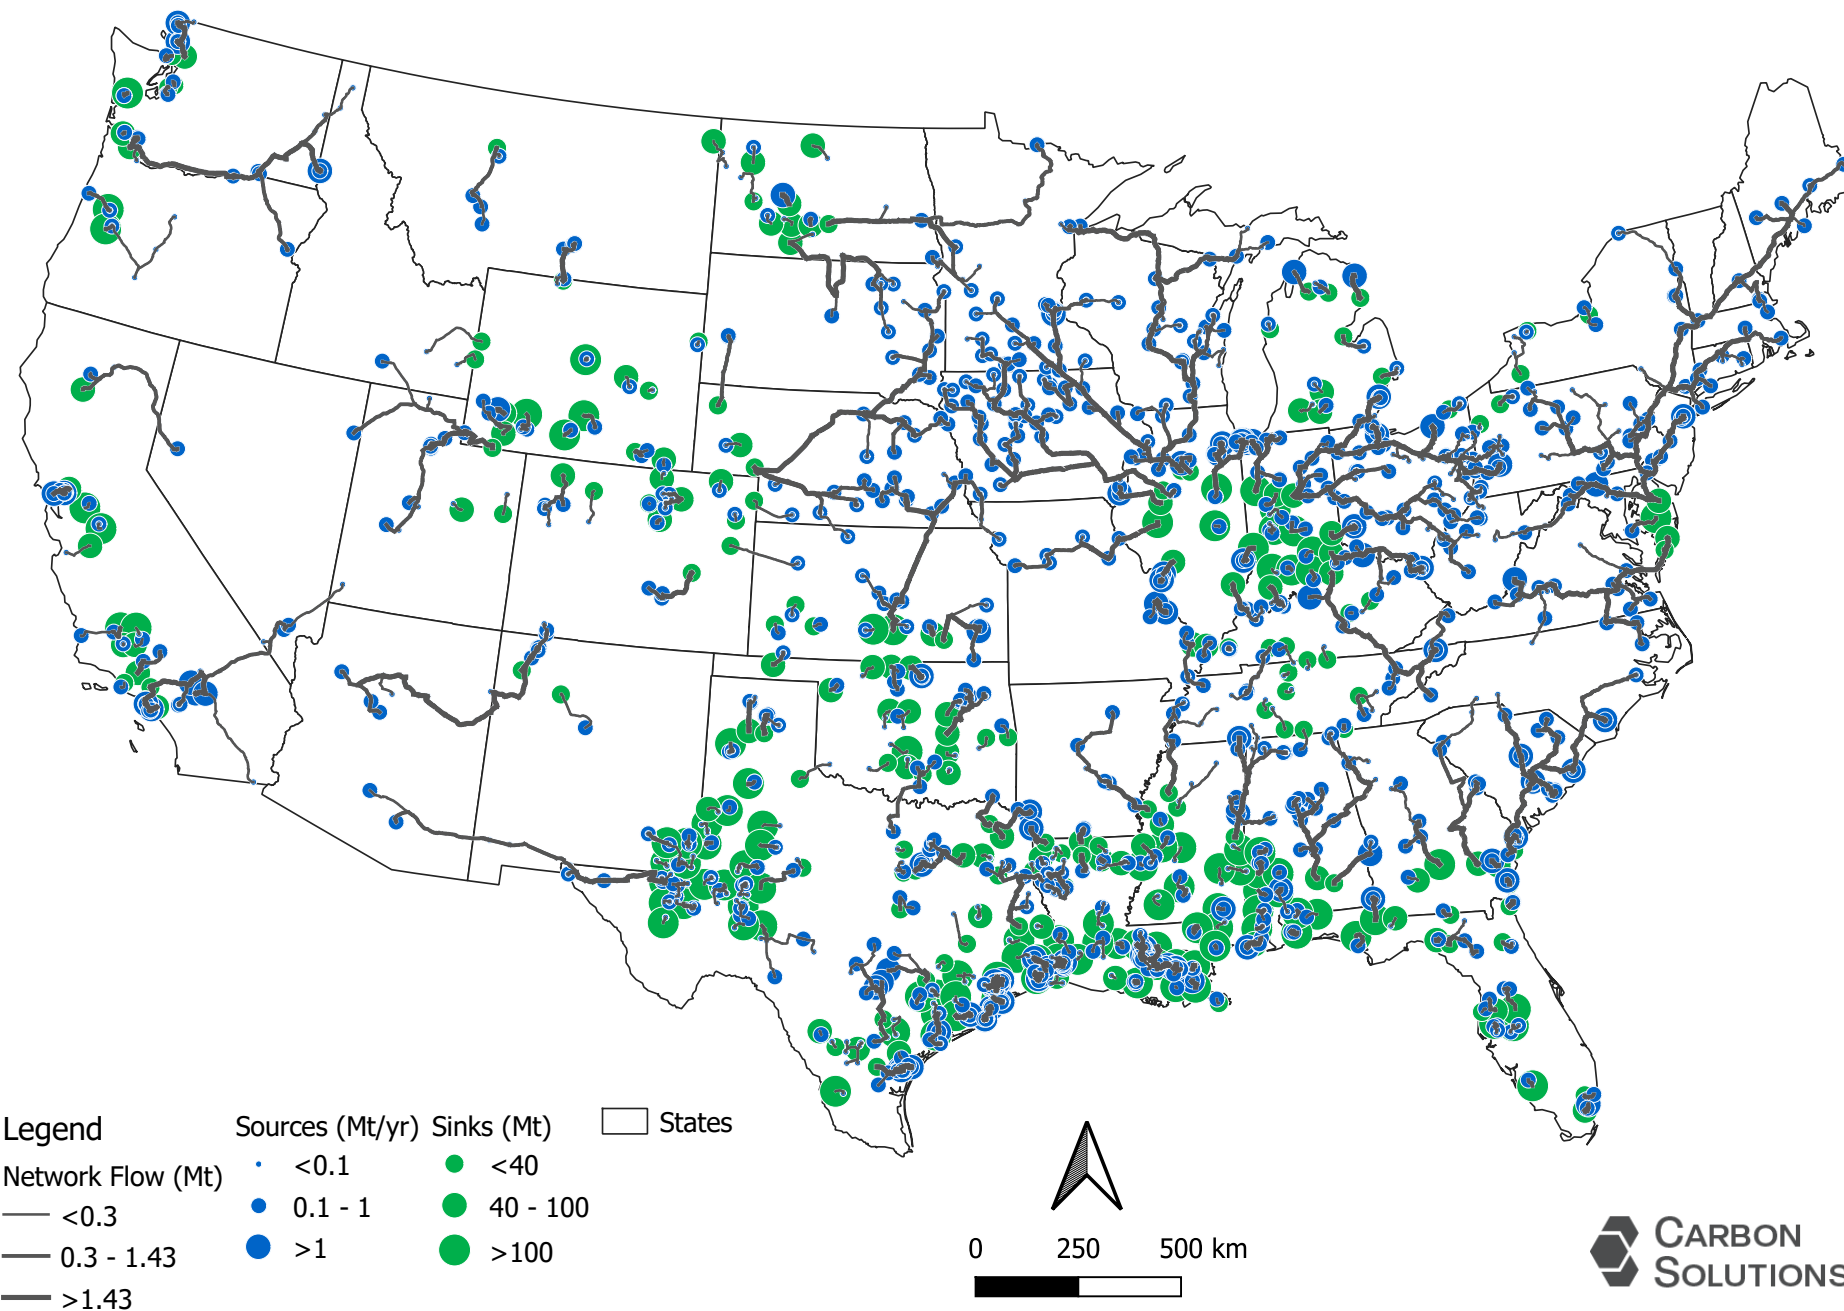 Legend
Network Flow (Mt)
<0.3
0.3 - 1.43
>1.43
Sources (Mt/yr)
<0.1
0.1 - 1
>1
Sinks (Mt)
<40
40 - 100
>100
States
0 250 500 km
CARBON
SOLUTIONS